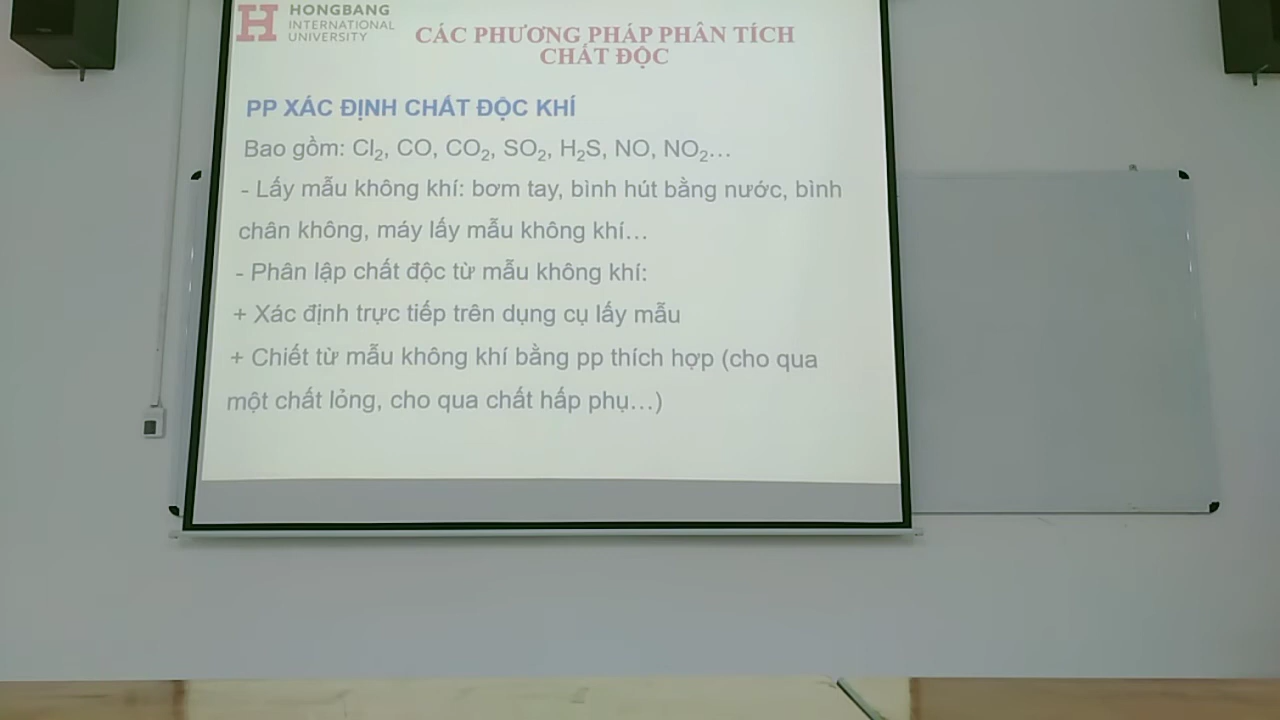 HONGBANG
INTERNATIONAL
UNIVERSITY
CÁC PHƯƠNG PHÁP PHÂN TÍCH
CHẤT ĐỘC
PP XÁC ĐỊNH CHẤT ĐỘC KHÍ
Bao gồm: Cl₂, CO, CO₂, SO₂, H₂S, NO, NO₂…
- Lấy mẫu không khí: bơm tay, bình hút bằng nước, bình
chân không, máy lấy mẫu không khí…
- Phân lập chất độc từ mẫu không khí:
+ Xác định trực tiếp trên dụng cụ lấy mẫu
+ Chiết từ mẫu không khí bằng pp thích hợp (cho qua
một chất lỏng, cho qua chất hấp phụ…)